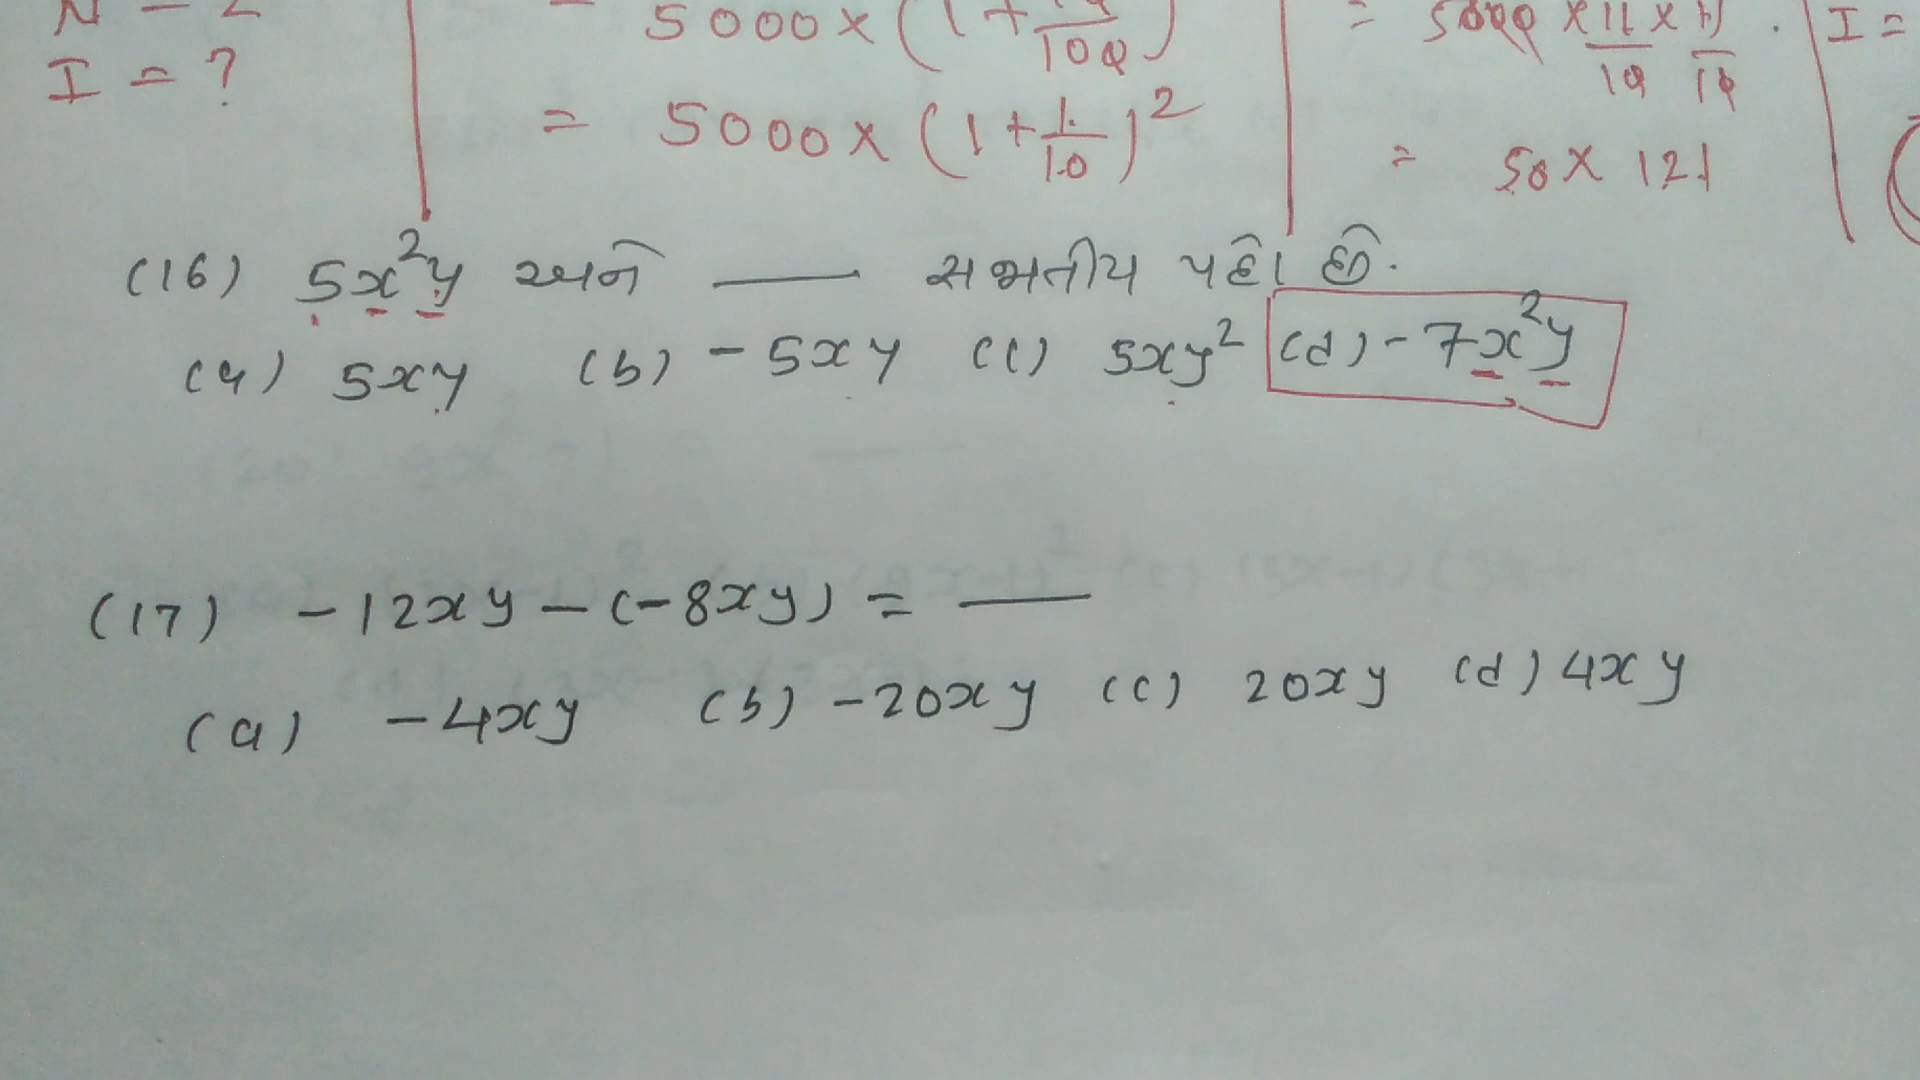 I = ?
= 5000 × (1 + 1/10)²
= 50 × 121
I =
(16) 5x²y અને ___ સજાતીય પદો છે.
(a) 5xy (b) -5xy (c) 5xy² (d) -7x²y
(17) -12xy - (-8xy) = ___
(a) -4xy (b) -20xy (c) 20xy (d) 4xy